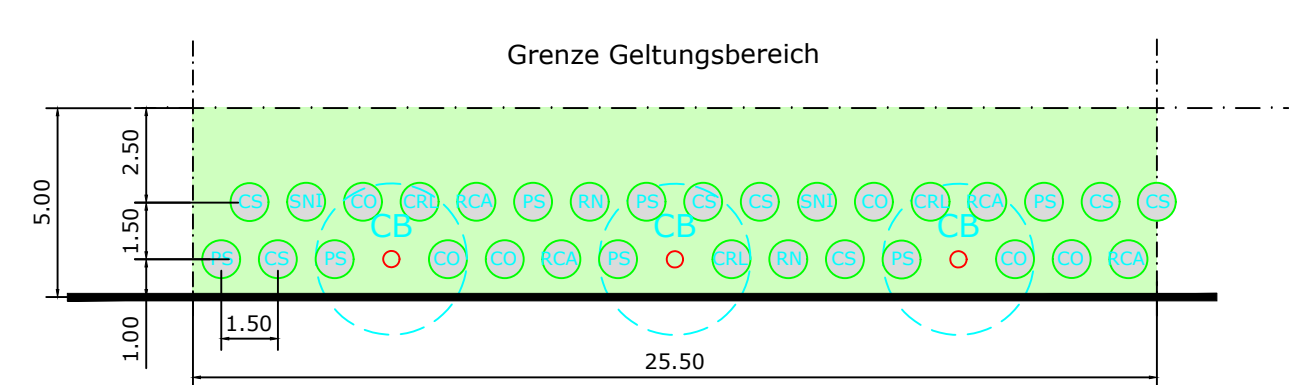 Grenze Geltungsbereich
5.00
2.50
1.50
1.00
CS SNI CO CRL RCA PS RN PS CS CS SNI CO CRL RCA PS CS CS
CB CB CB
PS CS PS CO CO RCA PS CRL RN CS PS CO CO RCA
1.50
25.50